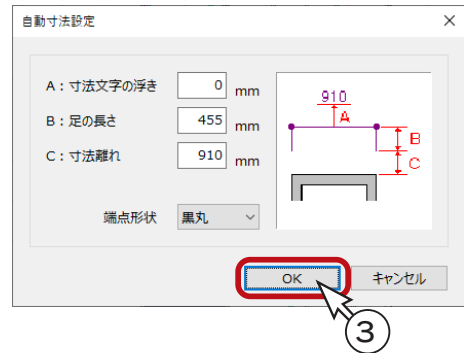 自動寸法設定
A：寸法文字の浮き 0 mm
B：足の長さ 455 mm
C：寸法離れ 910 mm
端点形状 黒丸
910
A
B
C
OK キャンセル
3